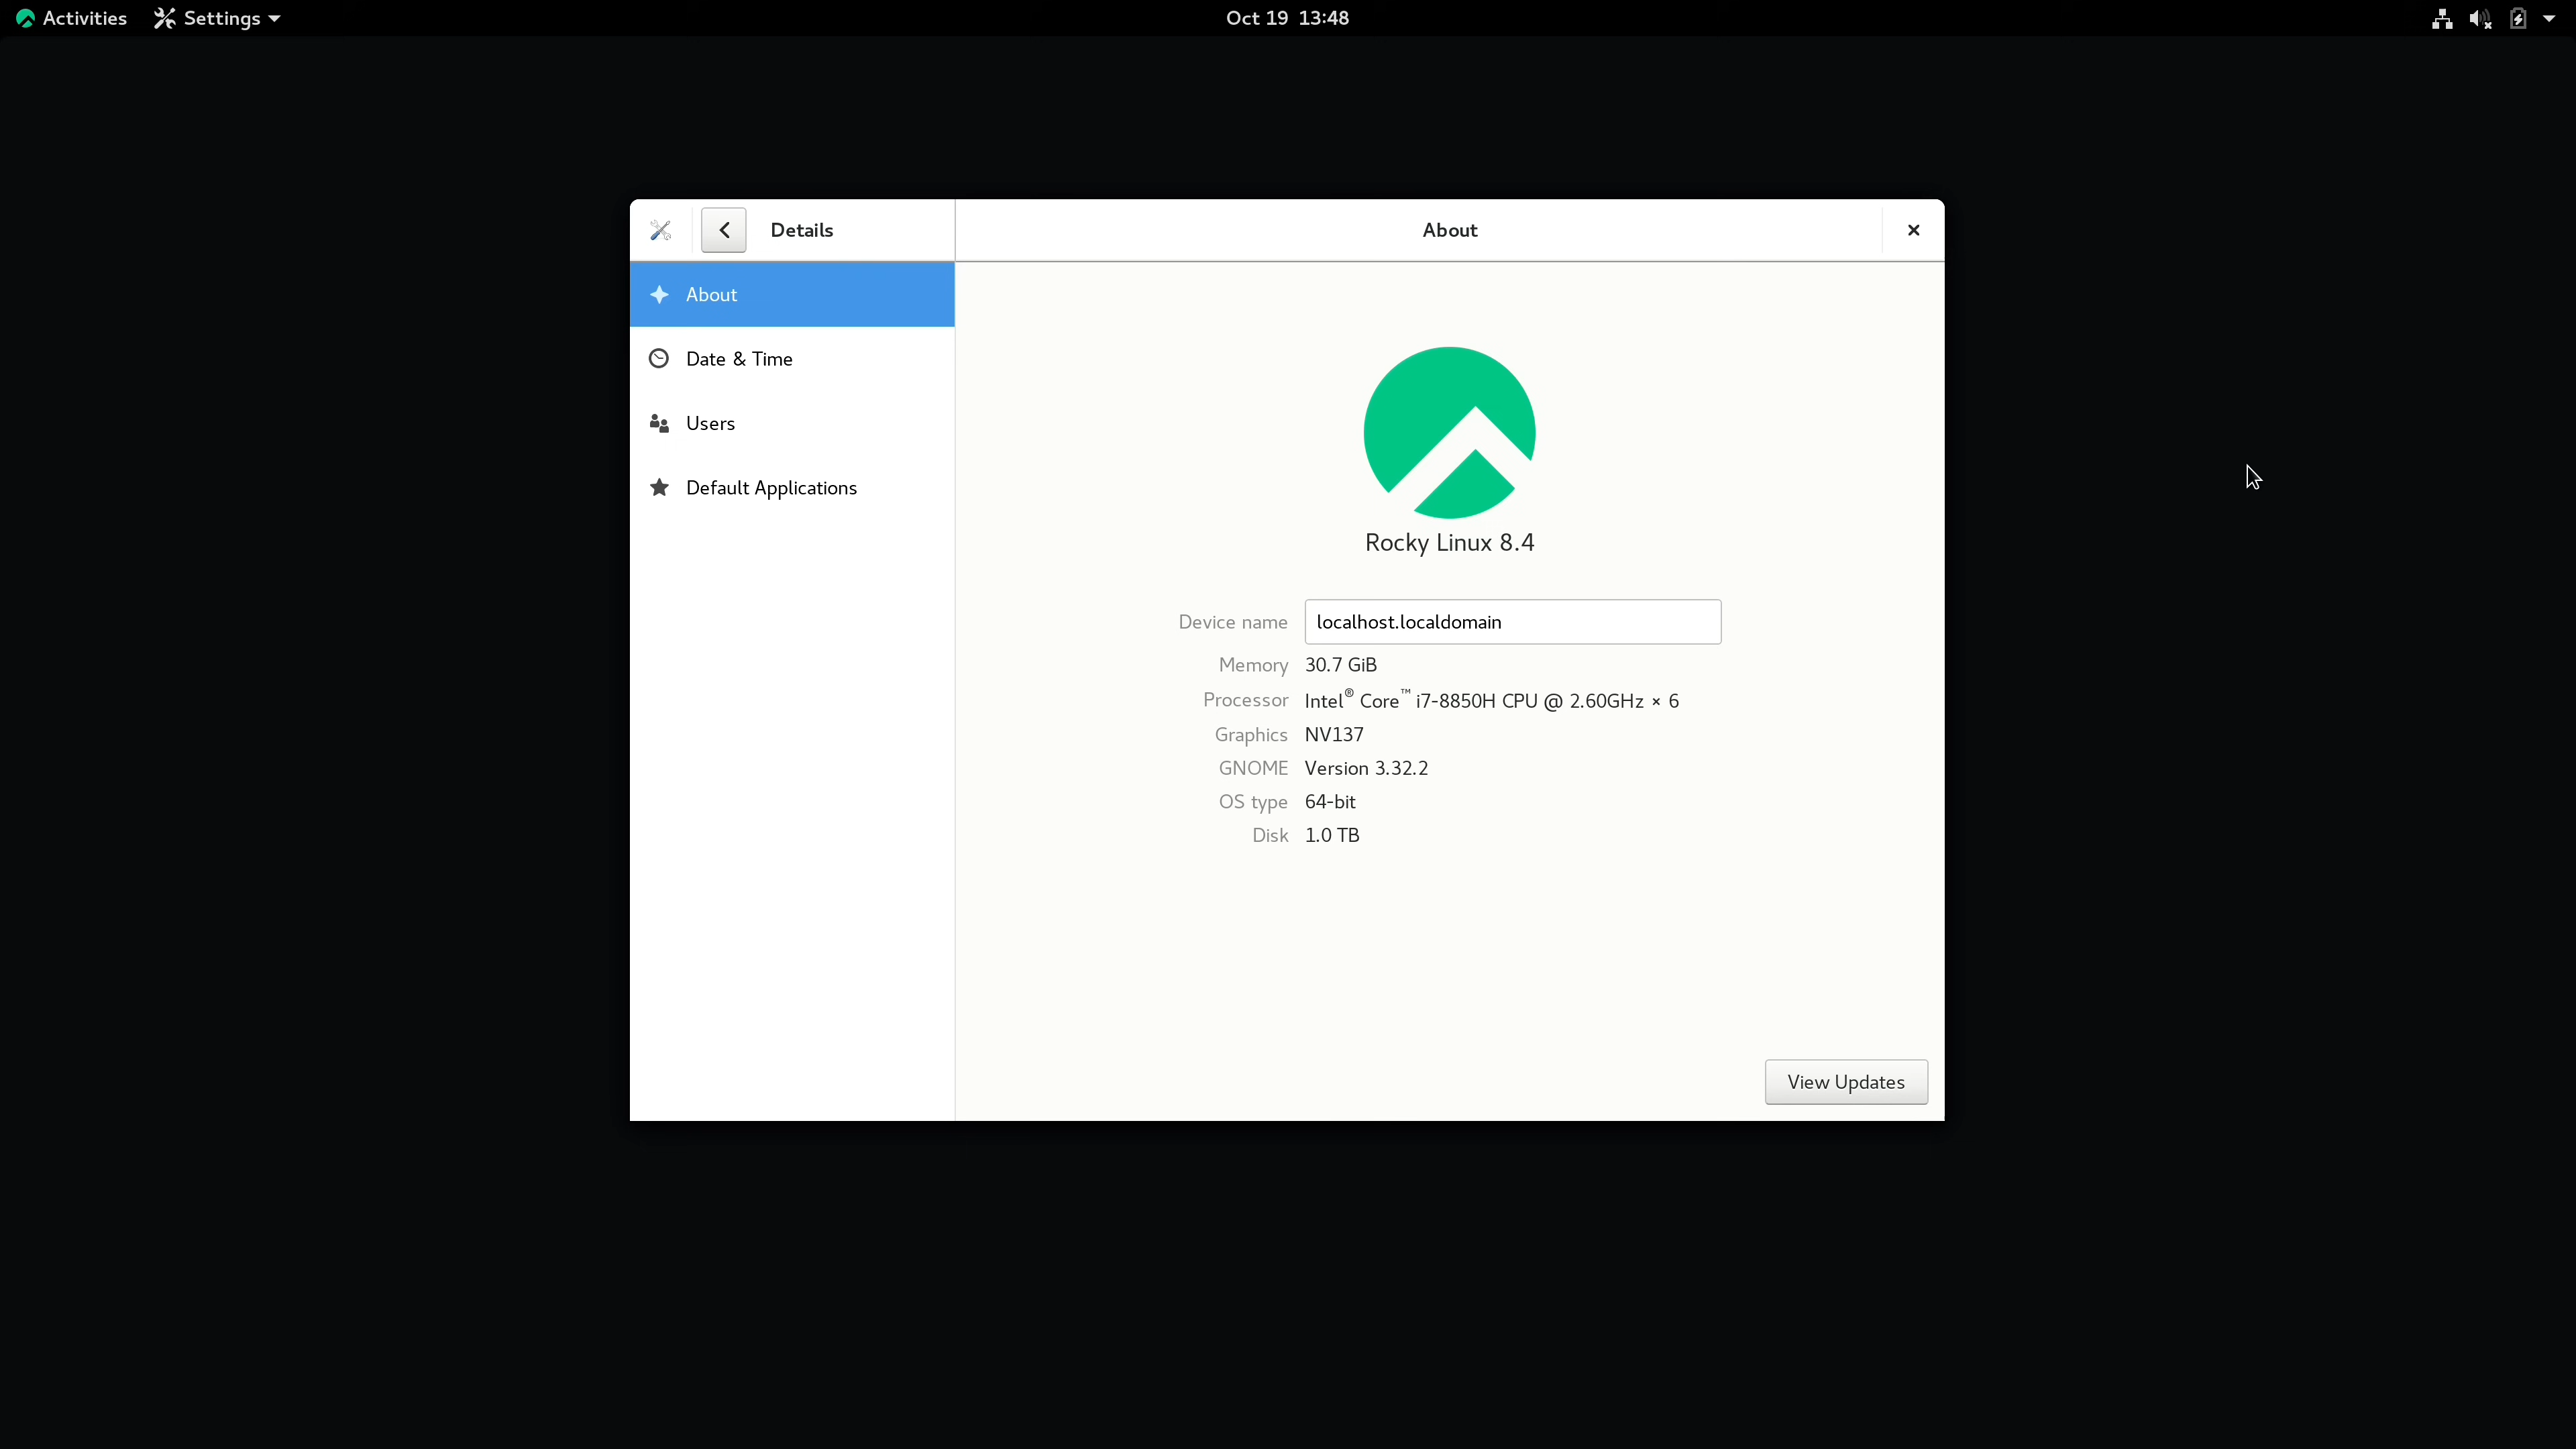 Activities Settings Oct 19 13:48
Details About
About
Date & Time
Users
Default Applications
Rocky Linux 8.4
Device name localhost.localdomain
Memory 30.7 GiB
Processor Intel® Core™ i7-8850H CPU @ 2.60GHz × 6
Graphics NV137
GNOME Version 3.32.2
OS type 64-bit
Disk 1.0 TB
View Updates